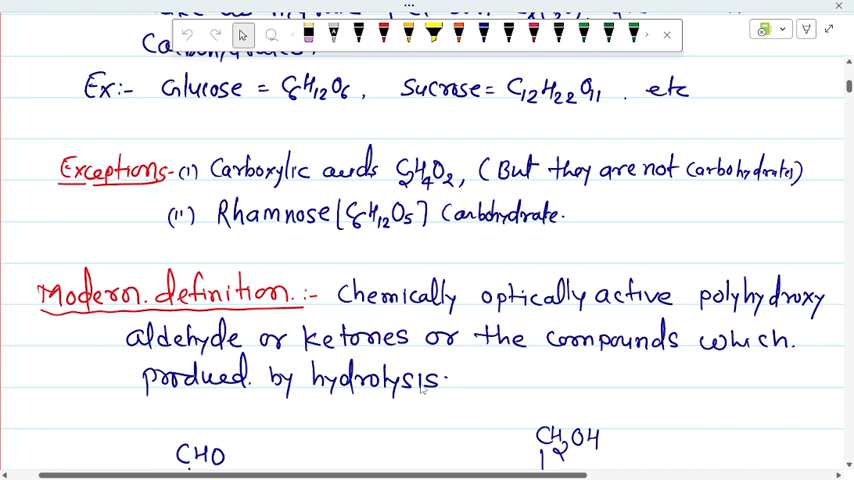 Carbohydrates.
Ex:- Glucose = C6H12O6, Sucrose = C12H22O11. etc
Exceptions- (i) Carboxylic acids C2H4O2, (But they are not carbohydrates)
(ii) Rhamnose [C6H12O5] Carbohydrate.
Modern definition :- Chemically optically active polyhydroxy
aldehyde or ketones or the compounds which
produced by hydrolysis.
CHO CH2OH